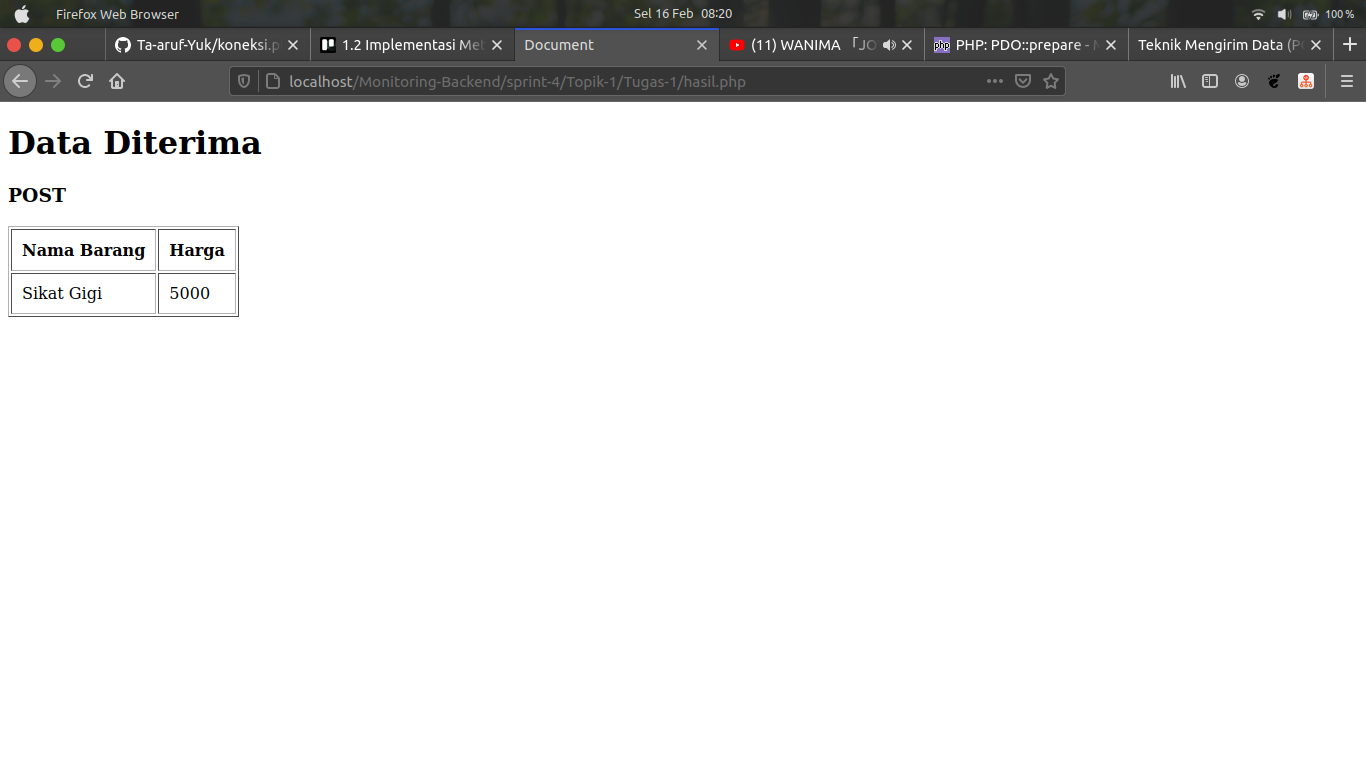 Firefox Web Browser
Sel 16 Feb 08:20
100 %
Ta-aruf-Yuk/koneksi.p
1.2 Implementasi Met
Document
(11) WANIMA 「JO
php PHP: PDO::prepare - M
Teknik Mengirim Data (PO
localhost/Monitoring-Backend/sprint-4/Topik-1/Tugas-1/hasil.php
Data Diterima
POST
Nama Barang Harga
Sikat Gigi 5000